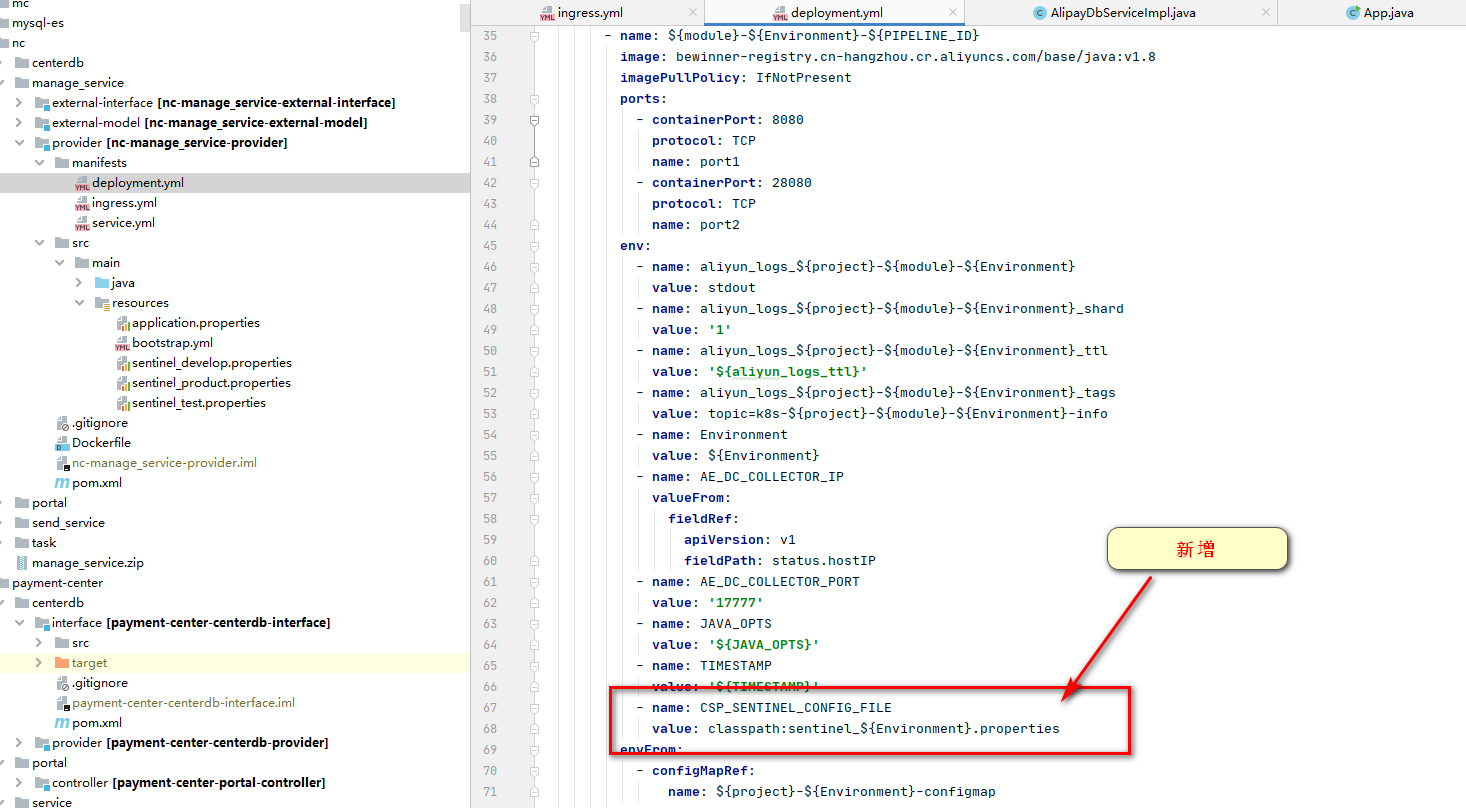 mc
mysql-es
nc
centerdb
manage_service
external-interface [nc-manage_service-external-interface]
external-model [nc-manage_service-external-model]
provider [nc-manage_service-provider]
manifests
deployment.yml
ingress.yml
service.yml
src
main
java
resources
application.properties
bootstrap.yml
sentinel_develop.properties
sentinel_product.properties
sentinel_test.properties
.gitignore
Dockerfile
nc-manage_service-provider.iml
pom.xml
portal
send_service
task
manage_service.zip
payment-center
centerdb
interface [payment-center-centerdb-interface]
src
target
.gitignore
payment-center-centerdb-interface.iml
pom.xml
provider [payment-center-centerdb-provider]
portal
controller [payment-center-portal-controller]
service
ingress.yml deployment.yml AlipayDbServiceImpl.java App.java
35 - name: ${module}-${Environment}-${PIPELINE_ID}
36 image: bewinner-registry.cn-hangzhou.cr.aliyuncs.com/base/java:v1.8
37 imagePullPolicy: IfNotPresent
38 ports:
39 - containerPort: 8080
40 protocol: TCP
41 name: port1
42 - containerPort: 28080
43 protocol: TCP
44 name: port2
45 env:
46 - name: aliyun_logs_${project}-${module}-${Environment}
47 value: stdout
48 - name: aliyun_logs_${project}-${module}-${Environment}_shard
49 value: '1'
50 - name: aliyun_logs_${project}-${module}-${Environment}_ttl
51 value: '${aliyun_logs_ttl}'
52 - name: aliyun_logs_${project}-${module}-${Environment}_tags
53 value: topic=k8s-${project}-${module}-${Environment}-info
54 - name: Environment
55 value: ${Environment}
56 - name: AE_DC_COLLECTOR_IP
57 valueFrom:
58 fieldRef:
59 apiVersion: v1
60 fieldPath: status.hostIP
61 - name: AE_DC_COLLECTOR_PORT
62 value: '17777'
63 - name: JAVA_OPTS
64 value: '${JAVA_OPTS}'
65 - name: TIMESTAMP
66 value: '${TIMESTAMP}'
67 - name: CSP_SENTINEL_CONFIG_FILE
68 value: classpath:sentinel_${Environment}.properties
69 envFrom:
70 - configMapRef:
71 name: ${project}-${Environment}-configmap
新增